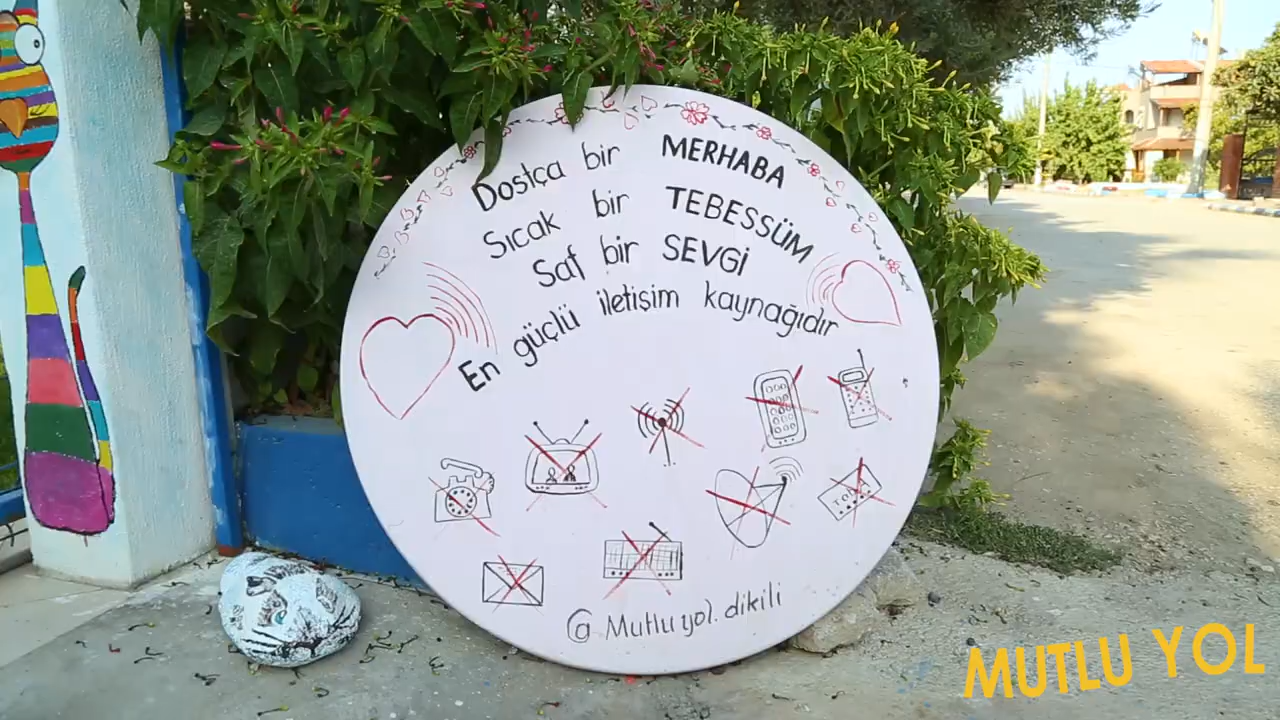 Dostça bir MERHABA
Sıcak bir TEBESSÜM
Saf bir SEVGİ
En güçlü iletişim kaynağıdır
@ Mutlu yol. dikili
MUTLU YOL